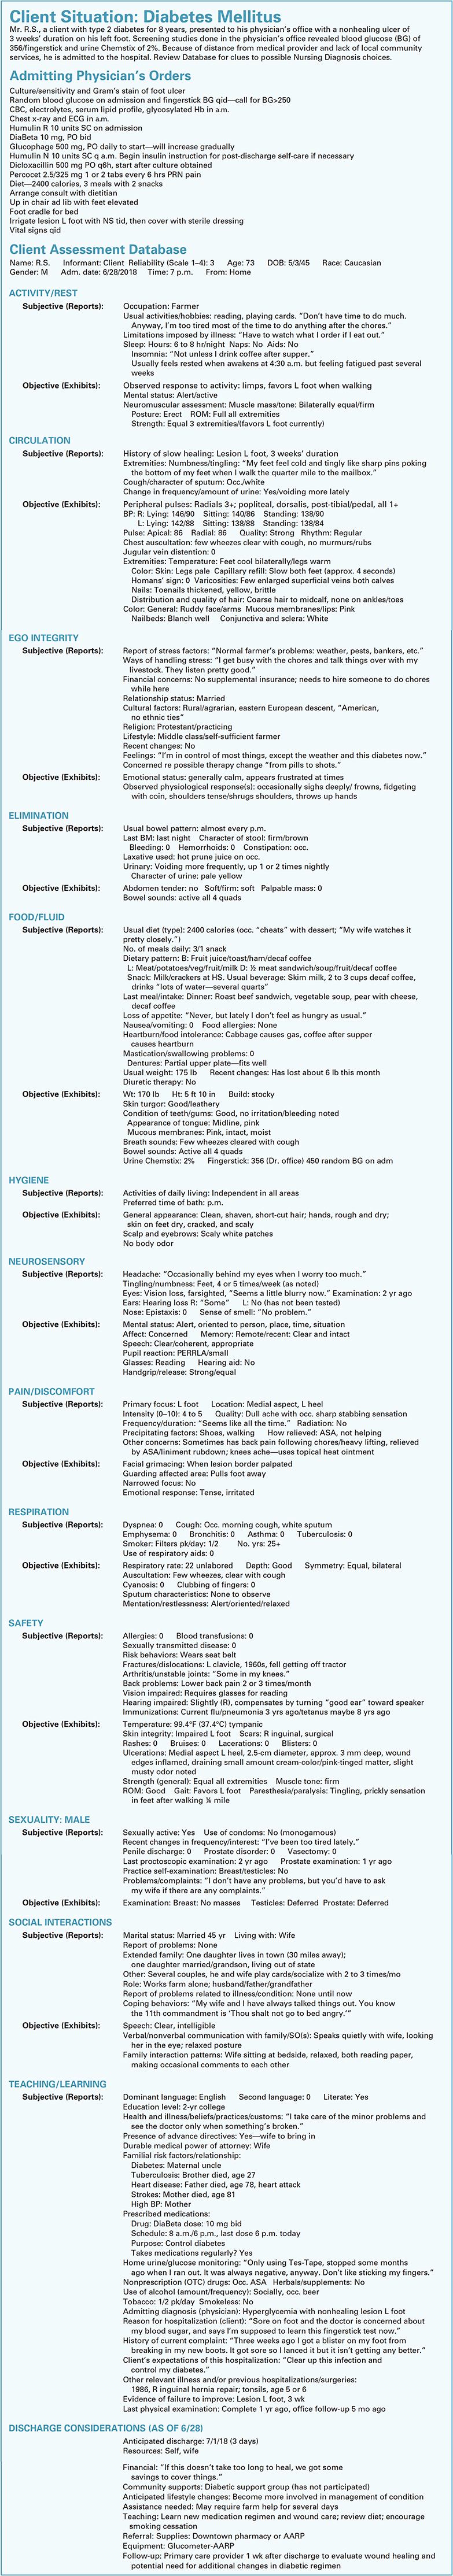 Client Situation: Diabetes Mellitus
Mr. R.S., a client with type 2 diabetes for 8 years, presented to his physician's office with a nonhealing ulcer of
3 weeks' duration on his left foot. Screening studies done in the physician's office revealed blood glucose (BG) of
356/fingerstick and urine Chemstix of 2%. Because of distance from medical provider and lack of local community
services, he is admitted to the hospital. Review Database for clues to possible Nursing Diagnosis choices.
Admitting Physician's Orders
Culture/sensitivity and Gram's stain of foot ulcer
Random blood glucose on admission and fingerstick BG qid—call for BG>250
CBC, electrolytes, serum lipid profile, glycosylated Hb in a.m.
Chest x-ray and ECG in a.m.
Humulin R 10 units SC on admission
DiaBeta 10 mg, PO bid
Glucophage 500 mg, PO daily to start—will increase gradually
Humulin N 10 units SC q a.m. Begin insulin instruction for post-discharge self-care if necessary
Dicloxacillin 500 mg PO q6h, start after culture obtained
Percocet 2.5/325 mg 1 or 2 tabs every 6 hrs PRN pain
Diet—2400 calories, 3 meals with 2 snacks
Arrange consult with dietitian
Up in chair ad lib with feet elevated
Foot cradle for bed
Irrigate lesion L foot with NS tid, then cover with sterile dressing
Vital signs qid
Client Assessment Database
Name: R.S. Informant: Client Reliability (Scale 1–4): 3 Age: 73 DOB: 5/3/45 Race: Caucasian
Gender: M Adm. date: 6/28/2018 Time: 7 p.m. From: Home
ACTIVITY/REST
Subjective (Reports): Occupation: Farmer
Usual activities/hobbies: reading, playing cards. "Don't have time to do much.
Anyway, I'm too tired most of the time to do anything after the chores."
Limitations imposed by illness: "Have to watch what I order if I eat out."
Sleep: Hours: 6 to 8 hr/night Naps: No Aids: No
Insomnia: "Not unless I drink coffee after supper."
Usually feels rested when awakens at 4:30 a.m. but feeling fatigued past several
weeks
Objective (Exhibits): Observed response to activity: limps, favors L foot when walking
Mental status: Alert/active
Neuromuscular assessment: Muscle mass/tone: Bilaterally equal/firm
Posture: Erect ROM: Full all extremities
Strength: Equal 3 extremities/(favors L foot currently)
CIRCULATION
Subjective (Reports): History of slow healing: Lesion L foot, 3 weeks' duration
Extremities: Numbness/tingling: "My feet feel cold and tingly like sharp pins poking
the bottom of my feet when I walk the quarter mile to the mailbox."
Cough/character of sputum: Occ./white
Change in frequency/amount of urine: Yes/voiding more lately
Objective (Exhibits): Peripheral pulses: Radials 3+; popliteal, dorsalis, post-tibial/pedal, all 1+
BP: R: Lying: 146/90 Sitting: 140/86 Standing: 138/90
L: Lying: 142/88 Sitting: 138/88 Standing: 138/84
Pulse: Apical: 86 Radial: 86 Quality: Strong Rhythm: Regular
Chest auscultation: few wheezes clear with cough, no murmurs/rubs
Jugular vein distention: 0
Extremities: Temperature: Feet cool bilaterally/legs warm
Color: Skin: Legs pale Capillary refill: Slow both feet (approx. 4 seconds)
Homans' sign: 0 Varicosities: Few enlarged superficial veins both calves
Nails: Toenails thickened, yellow, brittle
Distribution and quality of hair: Coarse hair to midcalf, none on ankles/toes
Color: General: Ruddy face/arms Mucous membranes/lips: Pink
Nailbeds: Blanch well Conjunctiva and sclera: White
EGO INTEGRITY
Subjective (Reports): Report of stress factors: "Normal farmer's problems: weather, pests, bankers, etc."
Ways of handling stress: "I get busy with the chores and talk things over with my
livestock. They listen pretty good."
Financial concerns: No supplemental insurance; needs to hire someone to do chores
while here
Relationship status: Married
Cultural factors: Rural/agrarian, eastern European descent, "American,
no ethnic ties"
Religion: Protestant/practicing
Lifestyle: Middle class/self-sufficient farmer
Recent changes: No
Feelings: "I'm in control of most things, except the weather and this diabetes now."
Concerned re possible therapy change "from pills to shots."
Objective (Exhibits): Emotional status: generally calm, appears frustrated at times
Observed physiological response(s): occasionally sighs deeply/ frowns, fidgeting
with coin, shoulders tense/shrugs shoulders, throws up hands
ELIMINATION
Subjective (Reports): Usual bowel pattern: almost every p.m.
Last BM: last night Character of stool: firm/brown
Bleeding: 0 Hemorrhoids: 0 Constipation: occ.
Laxative used: hot prune juice on occ.
Urinary: Voiding more frequently, up 1 or 2 times nightly
Character of urine: pale yellow
Objective (Exhibits): Abdomen tender: no Soft/firm: soft Palpable mass: 0
Bowel sounds: active all 4 quads
FOOD/FLUID
Subjective (Reports): Usual diet (type): 2400 calories (occ. "cheats" with dessert; "My wife watches it
pretty closely.")
No. of meals daily: 3/1 snack
Dietary pattern: B: Fruit juice/toast/ham/decaf coffee
L: Meat/potatoes/veg/fruit/milk D: ½ meat sandwich/soup/fruit/decaf coffee
Snack: Milk/crackers at HS. Usual beverage: Skim milk, 2 to 3 cups decaf coffee,
drinks "lots of water—several quarts"
Last meal/intake: Dinner: Roast beef sandwich, vegetable soup, pear with cheese,
decaf coffee
Loss of appetite: "Never, but lately I don't feel as hungry as usual."
Nausea/vomiting: 0 Food allergies: None
Heartburn/food intolerance: Cabbage causes gas, coffee after supper
causes heartburn
Mastication/swallowing problems: 0
Dentures: Partial upper plate—fits well
Usual weight: 175 lb Recent changes: Has lost about 6 lb this month
Diuretic therapy: No
Objective (Exhibits): Wt: 170 lb Ht: 5 ft 10 in Build: stocky
Skin turgor: Good/leathery
Condition of teeth/gums: Good, no irritation/bleeding noted
Appearance of tongue: Midline, pink
Mucous membranes: Pink, intact, moist
Breath sounds: Few wheezes cleared with cough
Bowel sounds: Active all 4 quads
Urine Chemstix: 2% Fingerstick: 356 (Dr. office) 450 random BG on adm
HYGIENE
Subjective (Reports): Activities of daily living: Independent in all areas
Preferred time of bath: p.m.
Objective (Exhibits): General appearance: Clean, shaven, short-cut hair; hands, rough and dry;
skin on feet dry, cracked, and scaly
Scalp and eyebrows: Scaly white patches
No body odor
NEUROSENSORY
Subjective (Reports): Headache: "Occasionally behind my eyes when I worry too much."
Tingling/numbness: Feet, 4 or 5 times/week (as noted)
Eyes: Vision loss, farsighted, "Seems a little blurry now." Examination: 2 yr ago
Ears: Hearing loss R: "Some" L: No (has not been tested)
Nose: Epistaxis: 0 Sense of smell: "No problem."
Objective (Exhibits): Mental status: Alert, oriented to person, place, time, situation
Affect: Concerned Memory: Remote/recent: Clear and intact
Speech: Clear/coherent, appropriate
Pupil reaction: PERRLA/small
Glasses: Reading Hearing aid: No
Handgrip/release: Strong/equal
PAIN/DISCOMFORT
Subjective (Reports): Primary focus: L foot Location: Medial aspect, L heel
Intensity (0–10): 4 to 5 Quality: Dull ache with occ. sharp stabbing sensation
Frequency/duration: "Seems like all the time." Radiation: No
Precipitating factors: Shoes, walking How relieved: ASA, not helping
Other concerns: Sometimes has back pain following chores/heavy lifting, relieved
by ASA/liniment rubdown; knees ache—uses topical heat ointment
Objective (Exhibits): Facial grimacing: When lesion border palpated
Guarding affected area: Pulls foot away
Narrowed focus: No
Emotional response: Tense, irritated
RESPIRATION
Subjective (Reports): Dyspnea: 0 Cough: Occ. morning cough, white sputum
Emphysema: 0 Bronchitis: 0 Asthma: 0 Tuberculosis: 0
Smoker: Filters pk/day: 1/2 No. yrs: 25+
Use of respiratory aids: 0
Objective (Exhibits): Respiratory rate: 22 unlabored Depth: Good Symmetry: Equal, bilateral
Auscultation: Few wheezes, clear with cough
Cyanosis: 0 Clubbing of fingers: 0
Sputum characteristics: None to observe
Mentation/restlessness: Alert/oriented/relaxed
SAFETY
Subjective (Reports): Allergies: 0 Blood transfusions: 0
Sexually transmitted disease: 0
Risk behaviors: Wears seat belt
Fractures/dislocations: L clavicle, 1960s, fell getting off tractor
Arthritis/unstable joints: "Some in my knees."
Back problems: Lower back pain 2 or 3 times/month
Vision impaired: Requires glasses for reading
Hearing impaired: Slightly (R), compensates by turning "good ear" toward speaker
Immunizations: Current flu/pneumonia 3 yrs ago/tetanus maybe 8 yrs ago
Objective (Exhibits): Temperature: 99.4°F (37.4°C) tympanic
Skin integrity: Impaired L foot Scars: R inguinal, surgical
Rashes: 0 Bruises: 0 Lacerations: 0 Blisters: 0
Ulcerations: Medial aspect L heel, 2.5-cm diameter, approx. 3 mm deep, wound
edges inflamed, draining small amount cream-color/pink-tinged matter, slight
musty odor noted
Strength (general): Equal all extremities Muscle tone: firm
ROM: Good Gait: Favors L foot Paresthesia/paralysis: Tingling, prickly sensation
in feet after walking ¼ mile
SEXUALITY: MALE
Subjective (Reports): Sexually active: Yes Use of condoms: No (monogamous)
Recent changes in frequency/interest: "I've been too tired lately."
Penile discharge: 0 Prostate disorder: 0 Vasectomy: 0
Last proctoscopic examination: 2 yr ago Prostate examination: 1 yr ago
Practice self-examination: Breast/testicles: No
Problems/complaints: "I don't have any problems, but you'd have to ask
my wife if there are any complaints."
Objective (Exhibits): Examination: Breast: No masses Testicles: Deferred Prostate: Deferred
SOCIAL INTERACTIONS
Subjective (Reports): Marital status: Married 45 yr Living with: Wife
Report of problems: None
Extended family: One daughter lives in town (30 miles away);
one daughter married/grandson, living out of state
Other: Several couples, he and wife play cards/socialize with 2 to 3 times/mo
Role: Works farm alone; husband/father/grandfather
Report of problems related to illness/condition: None until now
Coping behaviors: "My wife and I have always talked things out. You know
the 11th commandment is 'Thou shalt not go to bed angry.'"
Objective (Exhibits): Speech: Clear, intelligible
Verbal/nonverbal communication with family/SO(s): Speaks quietly with wife, looking
her in the eye; relaxed posture
Family interaction patterns: Wife sitting at bedside, relaxed, both reading paper,
making occasional comments to each other
TEACHING/LEARNING
Subjective (Reports): Dominant language: English Second language: 0 Literate: Yes
Education level: 2-yr college
Health and illness/beliefs/practices/customs: "I take care of the minor problems and
see the doctor only when something's broken."
Presence of advance directives: Yes—wife to bring in
Durable medical power of attorney: Wife
Familial risk factors/relationship:
Diabetes: Maternal uncle
Tuberculosis: Brother died, age 27
Heart disease: Father died, age 78, heart attack
Strokes: Mother died, age 81
High BP: Mother
Prescribed medications:
Drug: DiaBeta dose: 10 mg bid
Schedule: 8 a.m./6 p.m., last dose 6 p.m. today
Purpose: Control diabetes
Takes medications regularly? Yes
Home urine/glucose monitoring: "Only using Tes-Tape, stopped some months
ago when I ran out. It was always negative, anyway. Don't like sticking my fingers."
Nonprescription (OTC) drugs: Occ. ASA Herbals/supplements: No
Use of alcohol (amount/frequency): Socially, occ. beer
Tobacco: 1/2 pk/day Smokeless: No
Admitting diagnosis (physician): Hyperglycemia with nonhealing lesion L foot
Reason for hospitalization (client): "Sore on foot and the doctor is concerned about
my blood sugar, and says I'm supposed to learn this fingerstick test now."
History of current complaint: "Three weeks ago I got a blister on my foot from
breaking in my new boots. It got sore so I lanced it but it isn't getting any better."
Client's expectations of this hospitalization: "Clear up this infection and
control my diabetes."
Other relevant illness and/or previous hospitalizations/surgeries:
1986, R inguinal hernia repair; tonsils, age 5 or 6
Evidence of failure to improve: Lesion L foot, 3 wk
Last physical examination: Complete 1 yr ago, office follow-up 5 mo ago
DISCHARGE CONSIDERATIONS (AS OF 6/28)
Anticipated discharge: 7/1/18 (3 days)
Resources: Self, wife
Financial: "If this doesn't take too long to heal, we got some
savings to cover things."
Community supports: Diabetic support group (has not participated)
Anticipated lifestyle changes: Become more involved in management of condition
Assistance needed: May require farm help for several days
Teaching: Learn new medication regimen and wound care; review diet; encourage
smoking cessation
Referral: Supplies: Downtown pharmacy or AARP
Equipment: Glucometer-AARP
Follow-up: Primary care provider 1 wk after discharge to evaluate wound healing and
potential need for additional changes in diabetic regimen